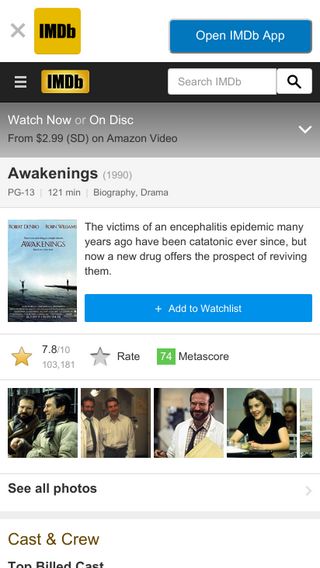 IMDb
Open IMDb App
IMDb
Search IMDb
Watch Now or On Disc
From $2.99 (SD) on Amazon Video
Awakenings (1990)
PG-13 | 121 min | Biography, Drama
ROBERT DENIRO ROBIN WILLIAMS
AWAKENINGS
The victims of an encephalitis epidemic many
years ago have been catatonic ever since, but
now a new drug offers the prospect of reviving
them.
+ Add to Watchlist
7.8/10
103,181
Rate
74 Metascore
See all photos
Cast & Crew
Top Billed Cast